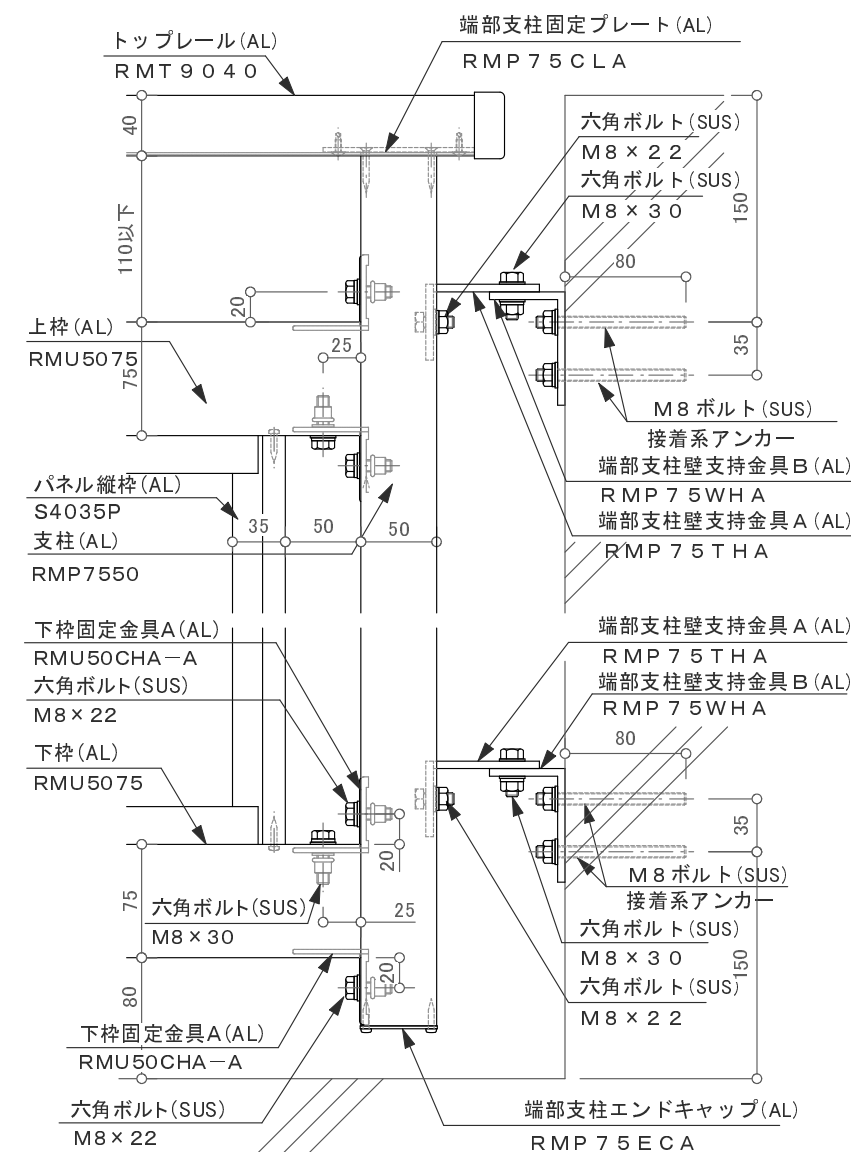 端部支柱固定プレート(AL)
RMP75CLA
トップレール(AL)
RMT9040
40
六角ボルト(SUS)
M8×22
六角ボルト(SUS)
M8×30
150
110以下
80
20
上枠(AL)
RMU5075
75
25
35
M8ボルト(SUS)
接着系アンカー
端部支柱壁支持金具B(AL)
RMP75WHA
パネル縦枠(AL)
S4035P
35
50
50
端部支柱壁支持金具A(AL)
RMP75THA
支柱(AL)
RMP7550
下枠固定金具A(AL)
RMU50CHA−A
端部支柱壁支持金具A(AL)
RMP75THA
六角ボルト(SUS)
M8×22
端部支柱壁支持金具B(AL)
RMP75WHA
下枠(AL)
RMU5075
80
35
20
75
M8ボルト(SUS)
接着系アンカー
六角ボルト(SUS)
M8×30
25
六角ボルト(SUS)
M8×30
150
20
六角ボルト(SUS)
M8×22
80
下枠固定金具A(AL)
RMU50CHA−A
六角ボルト(SUS)
M8×22
端部支柱エンドキャップ(AL)
RMP75ECA